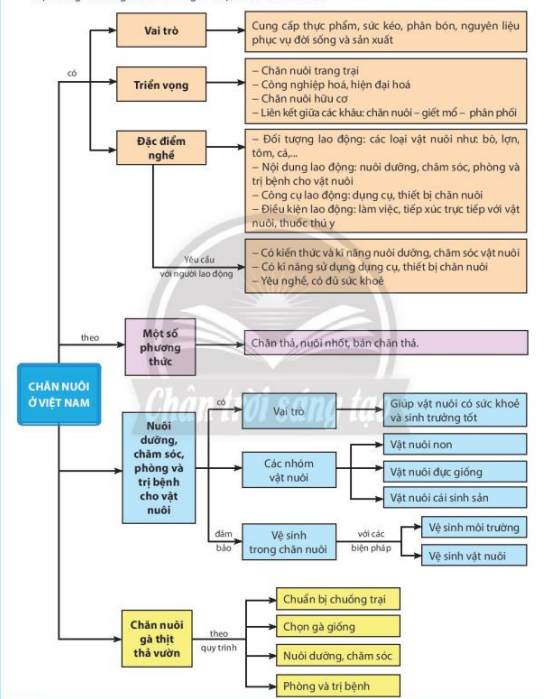 có
Vai trò
Cung cấp thực phẩm, sức kéo, phân bón, nguyên liệu
phục vụ đời sống và sản xuất
Triển vọng
– Chăn nuôi trang trại
– Công nghiệp hoá, hiện đại hoá
– Chăn nuôi hữu cơ
– Liên kết giữa các khâu: chăn nuôi – giết mổ – phân phối
Đặc điểm
nghề
– Đối tượng lao động: các loại vật nuôi như: bò, lợn,
tôm, cá,...
– Nội dung lao động: nuôi dưỡng, chăm sóc, phòng và
trị bệnh cho vật nuôi
– Công cụ lao động: dụng cụ, thiết bị chăn nuôi
– Điều kiện lao động: làm việc, tiếp xúc trực tiếp với vật
nuôi, thuốc thú y
Yêu cầu
với người lao động
– Có kiến thức và kĩ năng nuôi dưỡng, chăm sóc vật nuôi
– Có kĩ năng sử dụng dụng cụ, thiết bị chăn nuôi
– Yêu nghề, có đủ sức khoẻ
theo
Một số
phương
thức
Chăn thả, nuôi nhốt, bán chăn thả.
CHĂN NUÔI
Ở VIỆT NAM
Chân trời sáng tạo
Nuôi
dưỡng,
chăm sóc,
phòng và
trị bệnh
cho vật
nuôi
có
Vai trò
Giúp vật nuôi có sức khoẻ
và sinh trưởng tốt
Các nhóm
vật nuôi
Vật nuôi non
Vật nuôi đực giống
Vật nuôi cái sinh sản
đảm
bảo
Vệ sinh
trong chăn nuôi
với các
biện pháp
Vệ sinh môi trường
Vệ sinh vật nuôi
Chăn nuôi
gà thịt
thả vườn
theo
quy trình
Chuẩn bị chuồng trại
Chọn gà giống
Nuôi dưỡng, chăm sóc
Phòng và trị bệnh